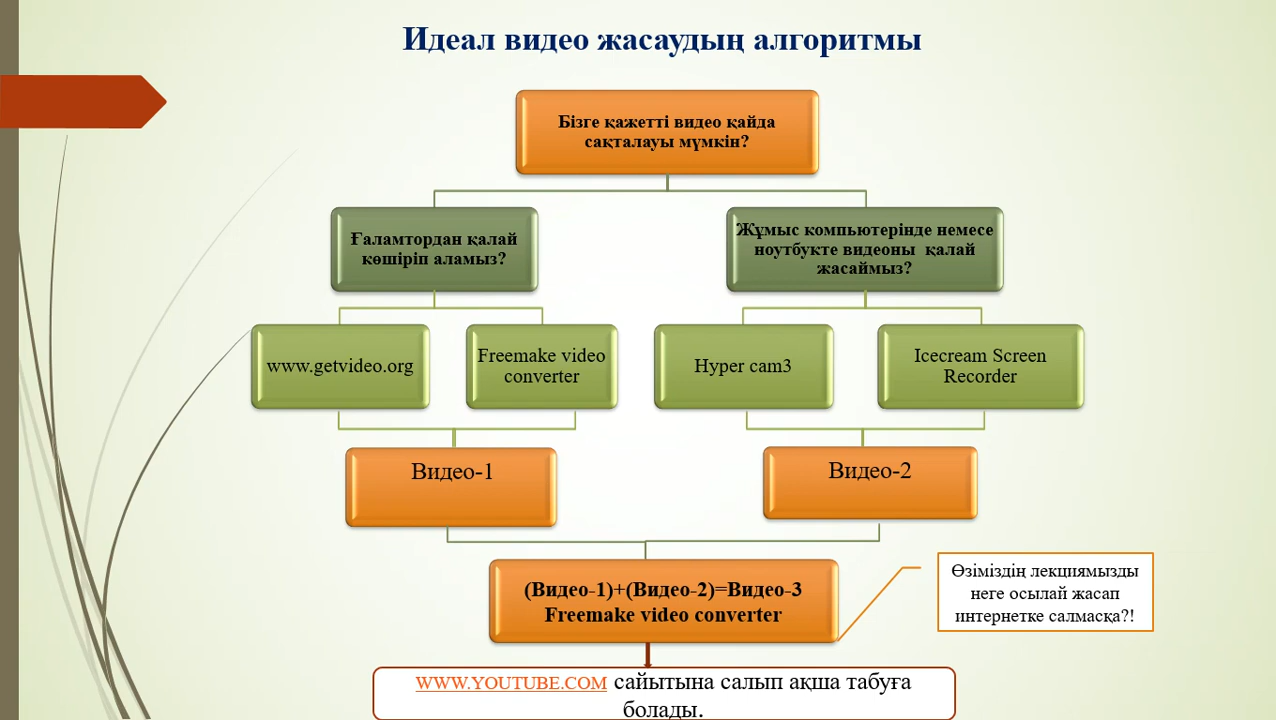 Идеал видео жасаудың алгоритмы
Бізге қажетті видео қайда
сақталауы мүмкін?
Ғаламтордан қалай
көшіріп аламыз?
Жұмыс компьютерінде немесе
ноутбукте видеоны қалай
жасаймыз?
www.getvideo.org
Freemake video
converter
Hyper cam3
Icecream Screen
Recorder
Видео-1
Видео-2
(Видео-1)+(Видео-2)=Видео-3
Freemake video converter
Өзіміздің лекциямызды
неге осылай жасап
интернетке салмасқа?!
WWW.YOUTUBE.COM сайытына салып ақша табуға
болады.